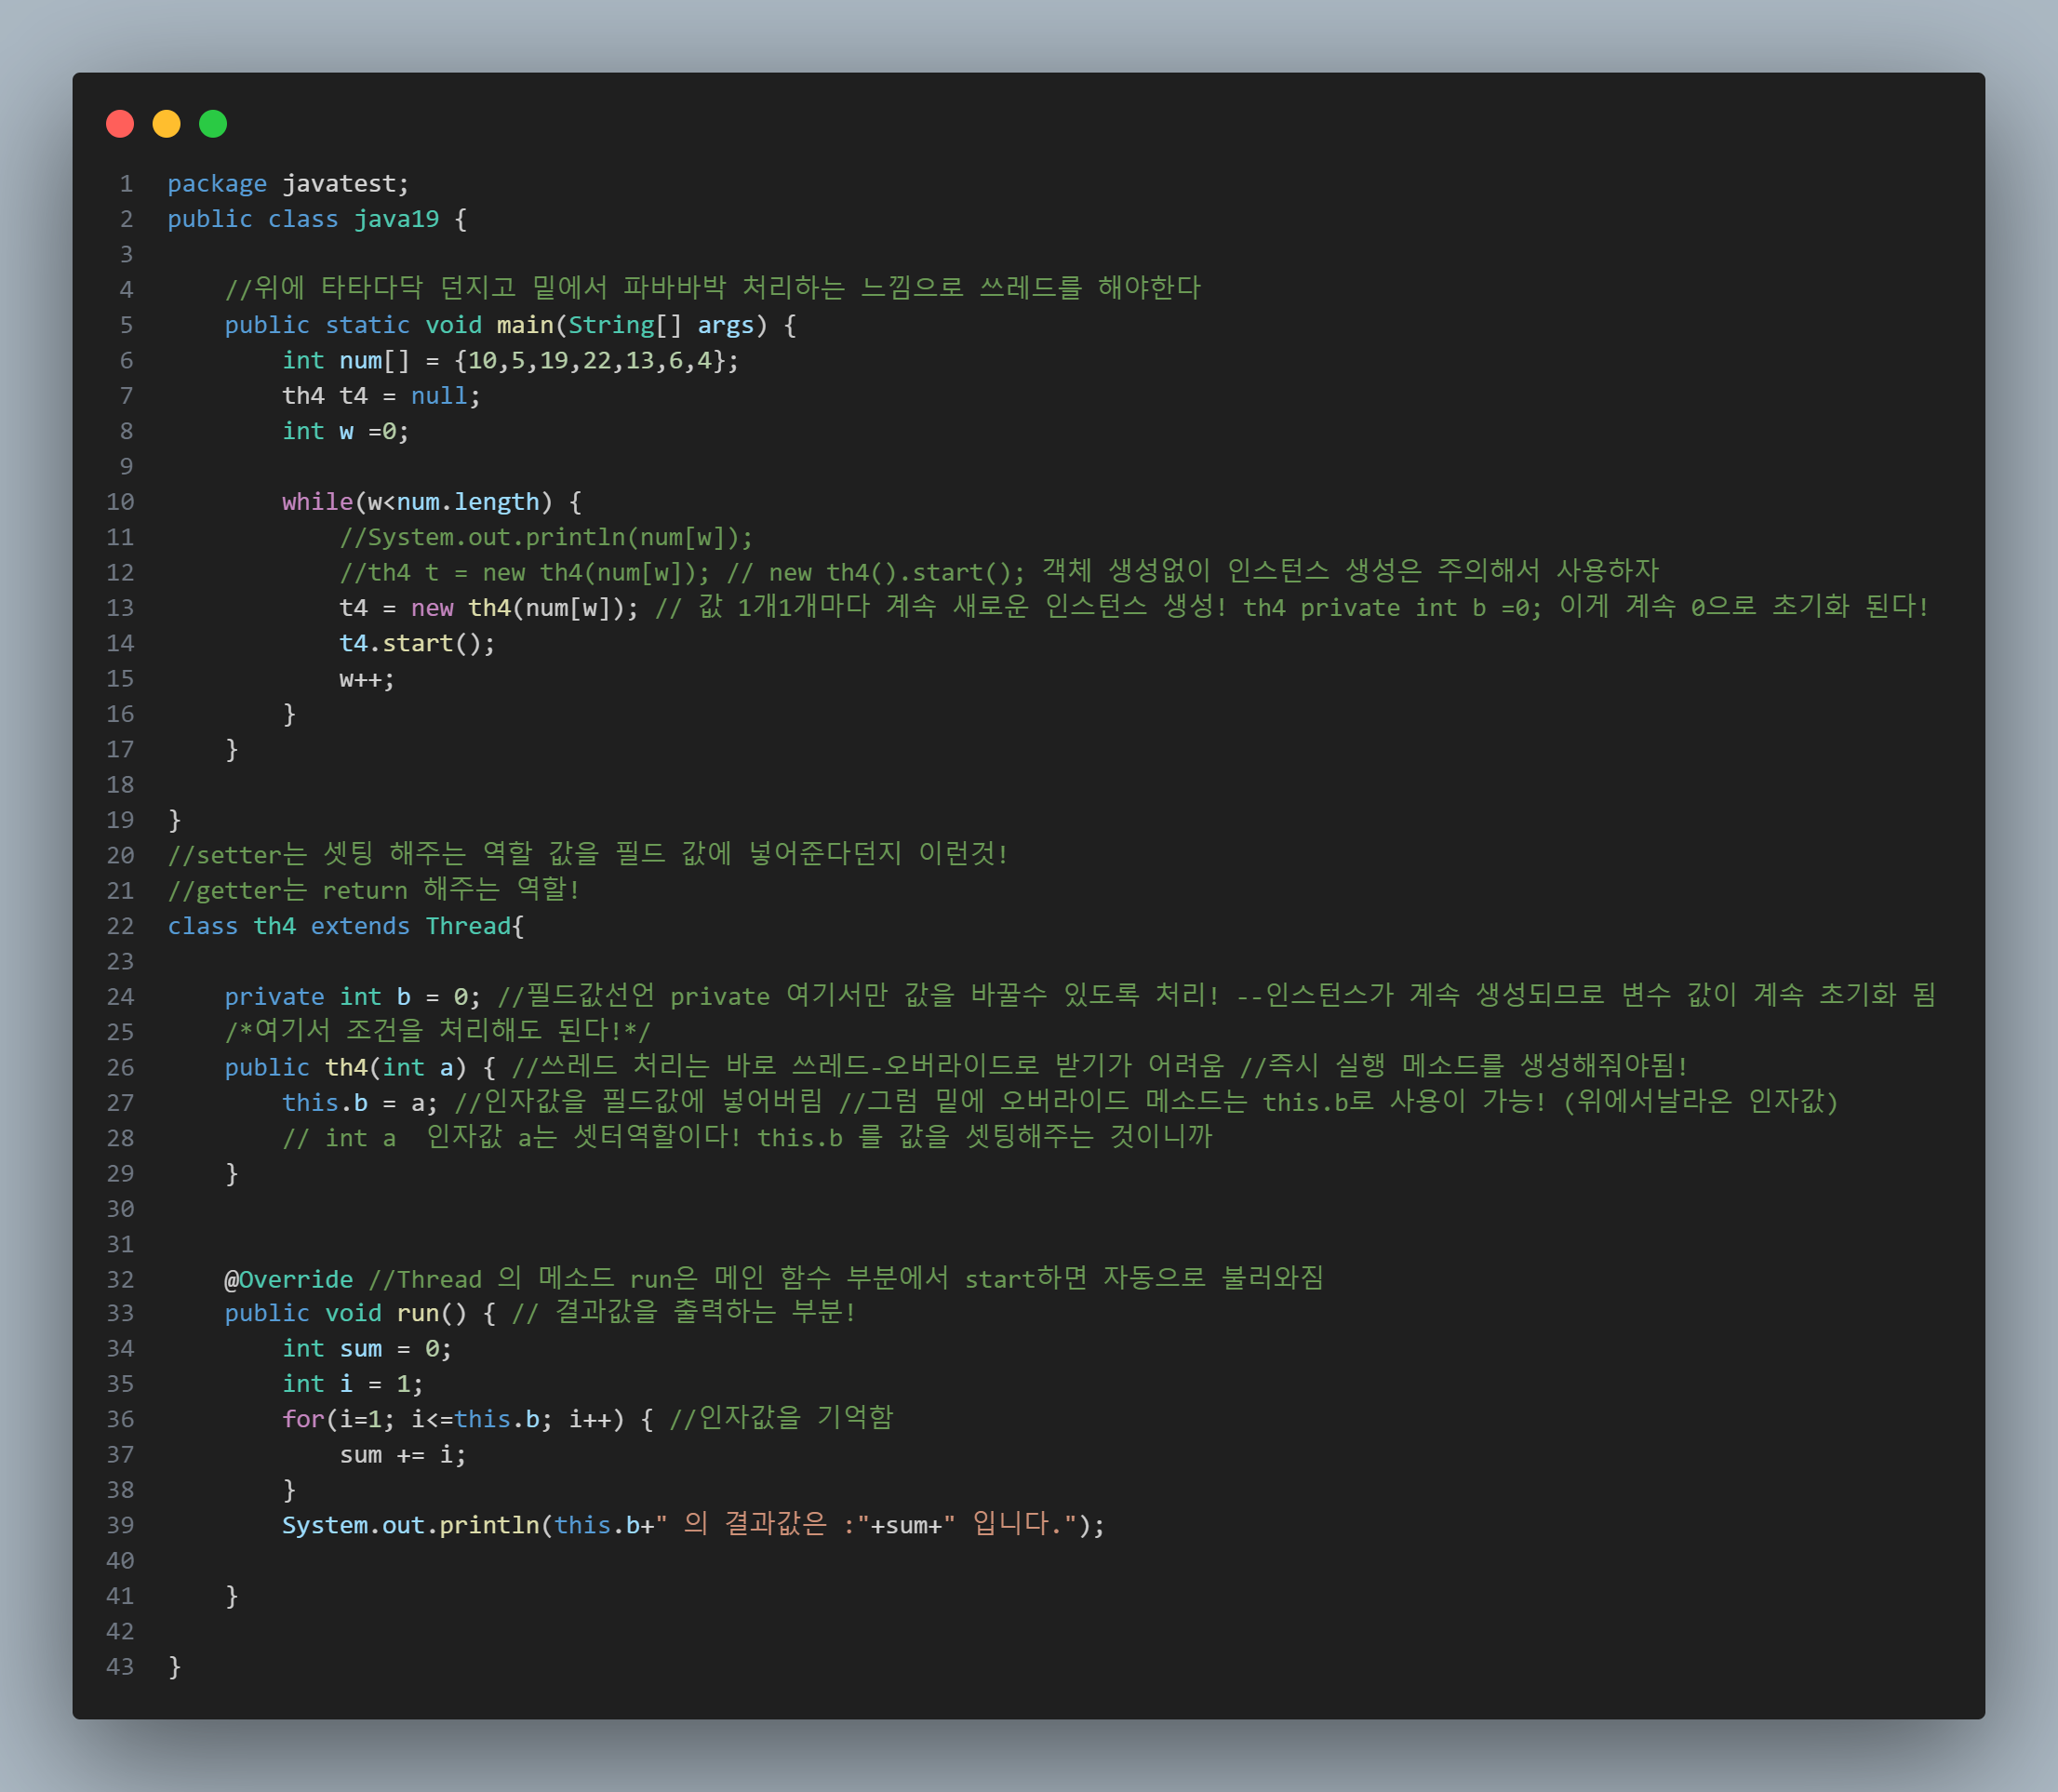 1 package javatest;
2 public class java19 {
3
4     //위에 타타다닥 던지고 밑에서 파바바박 처리하는 느낌으로 쓰레드를 해야한다
5     public static void main(String[] args) {
6         int num[] = {10,5,19,22,13,6,4};
7         th4 t4 = null;
8         int w =0;
9
10         while(w<num.length) {
11             //System.out.println(num[w]);
12             //th4 t = new th4(num[w]); // new th4().start(); 객체 생성없이 인스턴스 생성은 주의해서 사용하자
13             t4 = new th4(num[w]); // 값 1개1개마다 계속 새로운 인스턴스 생성! th4 private int b =0; 이게 계속 0으로 초기화 된다!
14             t4.start();
15             w++;
16         }
17     }
18
19 }
20 //setter는 셋팅 해주는 역할 값을 필드 값에 넣어준다던지 이런것!
21 //getter는 return 해주는 역할!
22 class th4 extends Thread{
23
24     private int b = 0; //필드값선언 private 여기서만 값을 바꿀수 있도록 처리! --인스턴스가 계속 생성되므로 변수 값이 계속 초기화 됨
25     /*여기서 조건을 처리해도 된다!*/
26     public th4(int a) { //쓰레드 처리는 바로 쓰레드-오버라이드로 받기가 어려움 //즉시 실행 메소드를 생성해줘야됨!
27         this.b = a; //인자값을 필드값에 넣어버림 //그럼 밑에 오버라이드 메소드는 this.b로 사용이 가능! (위에서날라온 인자값)
28         // int a  인자값 a는 셋터역할이다! this.b 를 값을 셋팅해주는 것이니까
29     }
30
31
32     @Override //Thread 의 메소드 run은 메인 함수 부분에서 start하면 자동으로 불러와짐
33     public void run() { // 결과값을 출력하는 부분!
34         int sum = 0;
35         int i = 1;
36         for(i=1; i<=this.b; i++) { //인자값을 기억함
37             sum += i;
38         }
39         System.out.println(this.b+" 의 결과값은 :"+sum+" 입니다.");
40
41     }
42
43 }